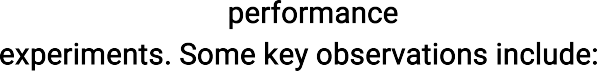 performance
experiments. Some key observations include: